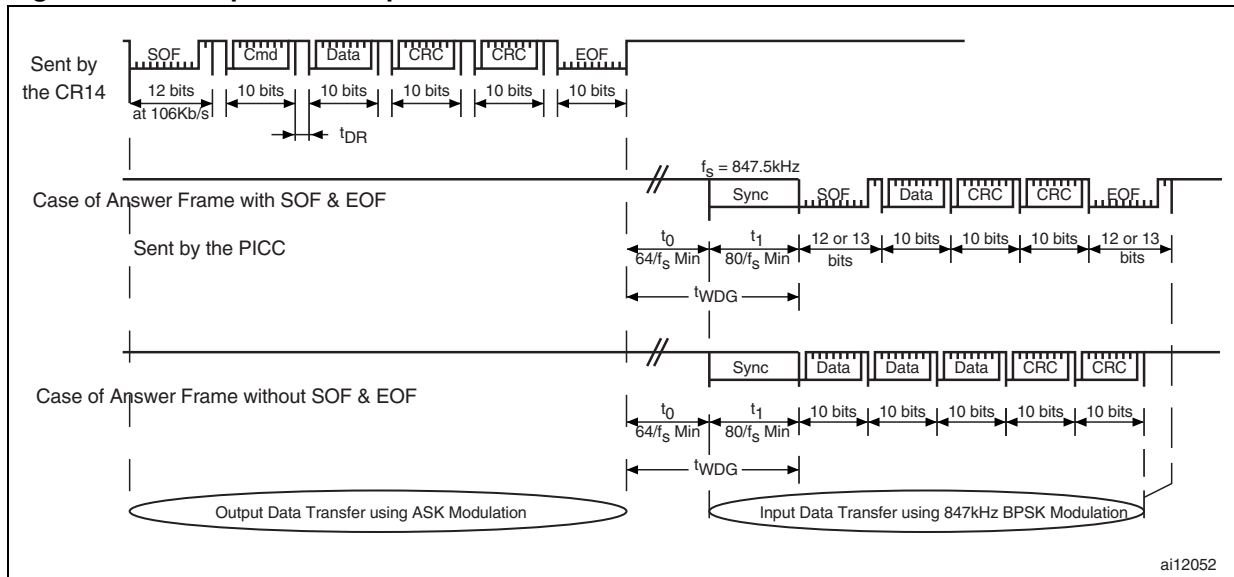 Sent by
the CR14
SOF Cmd Data CRC CRC EOF
12 bits 10 bits 10 bits 10 bits 10 bits 10 bits
at 106Kb/s
tDR
fS = 847.5kHz
Sync SOF Data CRC CRC EOF
Case of Answer Frame with SOF & EOF
Sent by the PICC
t0 t1 12 or 13 10 bits 10 bits 10 bits 12 or 13
64/fS Min 80/fS Min bits bits
tWDG
Sync Data Data Data CRC CRC
Case of Answer Frame without SOF & EOF
t0 t1 10 bits 10 bits 10 bits 10 bits 10 bits
64/fS Min 80/fS Min
tWDG
Output Data Transfer using ASK Modulation Input Data Transfer using 847kHz BPSK Modulation
ai12052